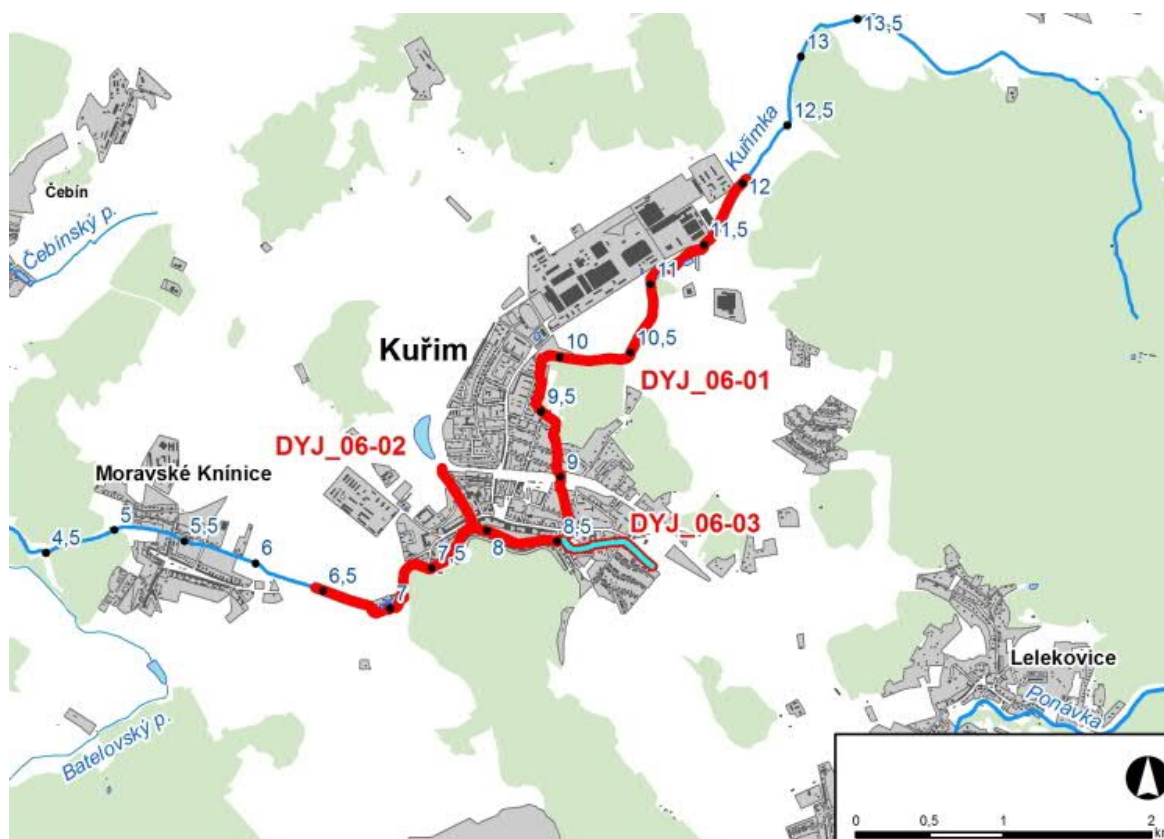 13,5
13
12,5
Kuřimka
12
Čebín
Čebínský p.
11,5
11
Kuřim
10
10,5
DYJ_06-01
9,5
DYJ_06-02
9
Moravské Knínice
DYJ_06-03
5
5,5
4,5
8
8,5
6
7,5
6,5
7
Lelekovice
Ponávka
Batelovský p.
0 0,5 1 2